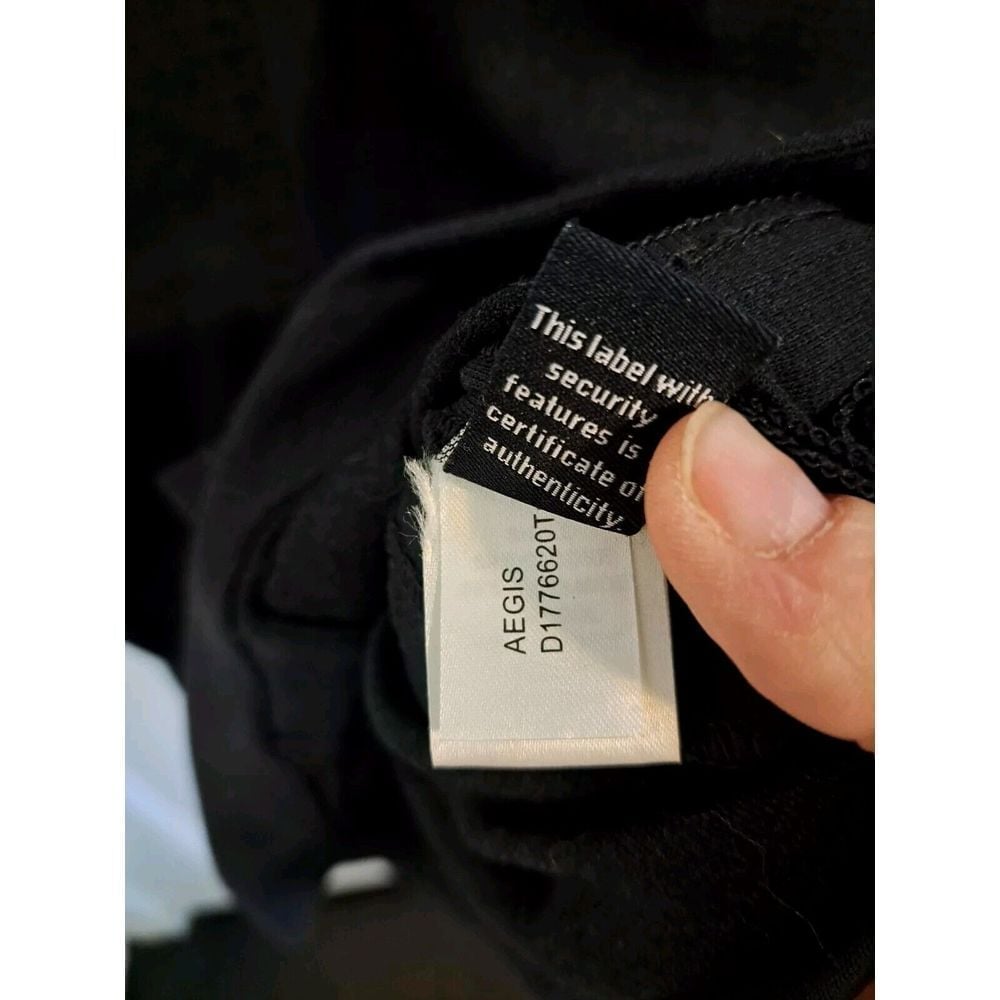 This label with
security
features is
certificate of
authenticity.
AEGIS
D1776620T